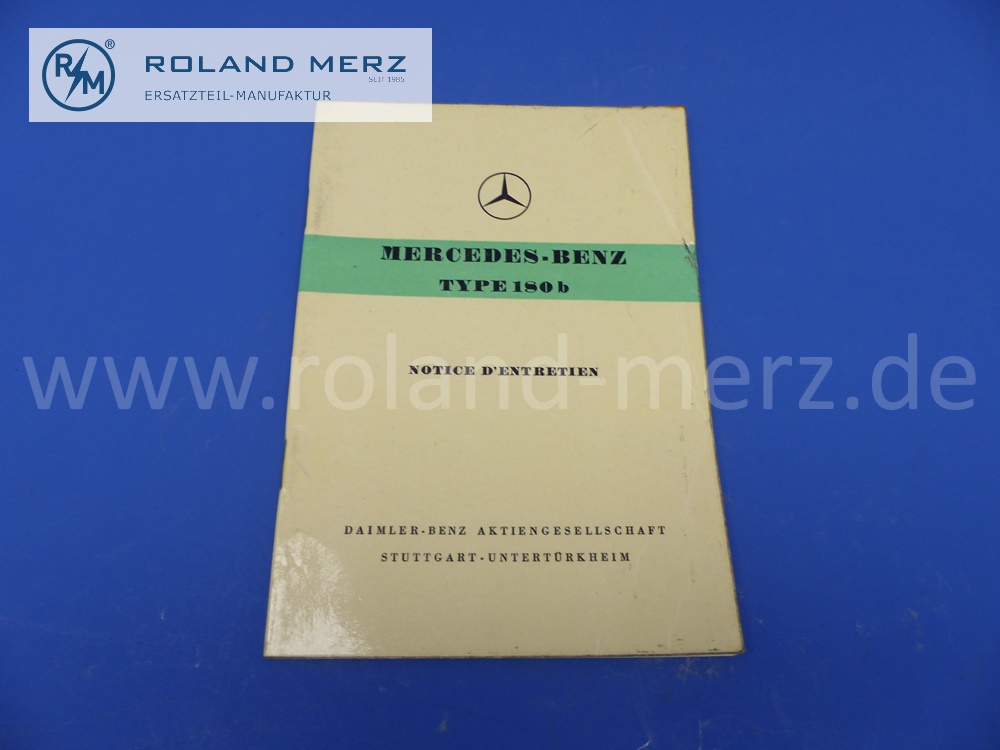 R M ®
ROLAND MERZ
SEIT 1985
ERSATZTEIL-MANUFAKTUR
MERCEDES-BENZ
TYPE 180 b
www.roland-merz.de
NOTICE D'ENTRETIEN
DAIMLER-BENZ AKTIENGESELLSCHAFT
STUTTGART-UNTERTÜRKHEIM